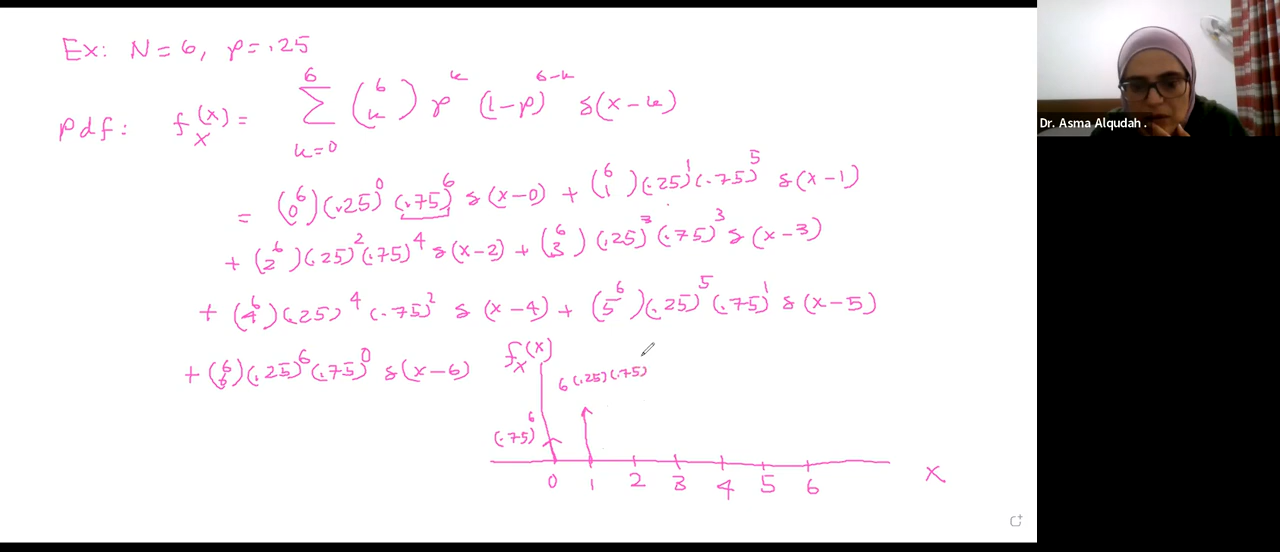 Ex: N=6, p=.25
Pdf: f_X(x) = ∑_{k=0}^{6} (6 k) p^k (1-p)^{6-k} δ(x-k)
= (6 0)(.25)^0 (.75)^6 δ(x-0) + (6 1)(.25)^1 (.75)^5 δ(x-1)
+ (6 2)(.25)^2 (.75)^4 δ(x-2) + (6 3)(.25)^3 (.75)^3 δ(x-3)
+ (6 4)(.25)^4 (.75)^2 δ(x-4) + (6 5)(.25)^5 (.75)^1 δ(x-5)
+ (6 6)(.25)^6 (.75)^0 δ(x-6)
f_X(x)
6(.25)(.75)
(.75)^6
0 1 2 3 4 5 6 x
Dr. Asma Alqudah .